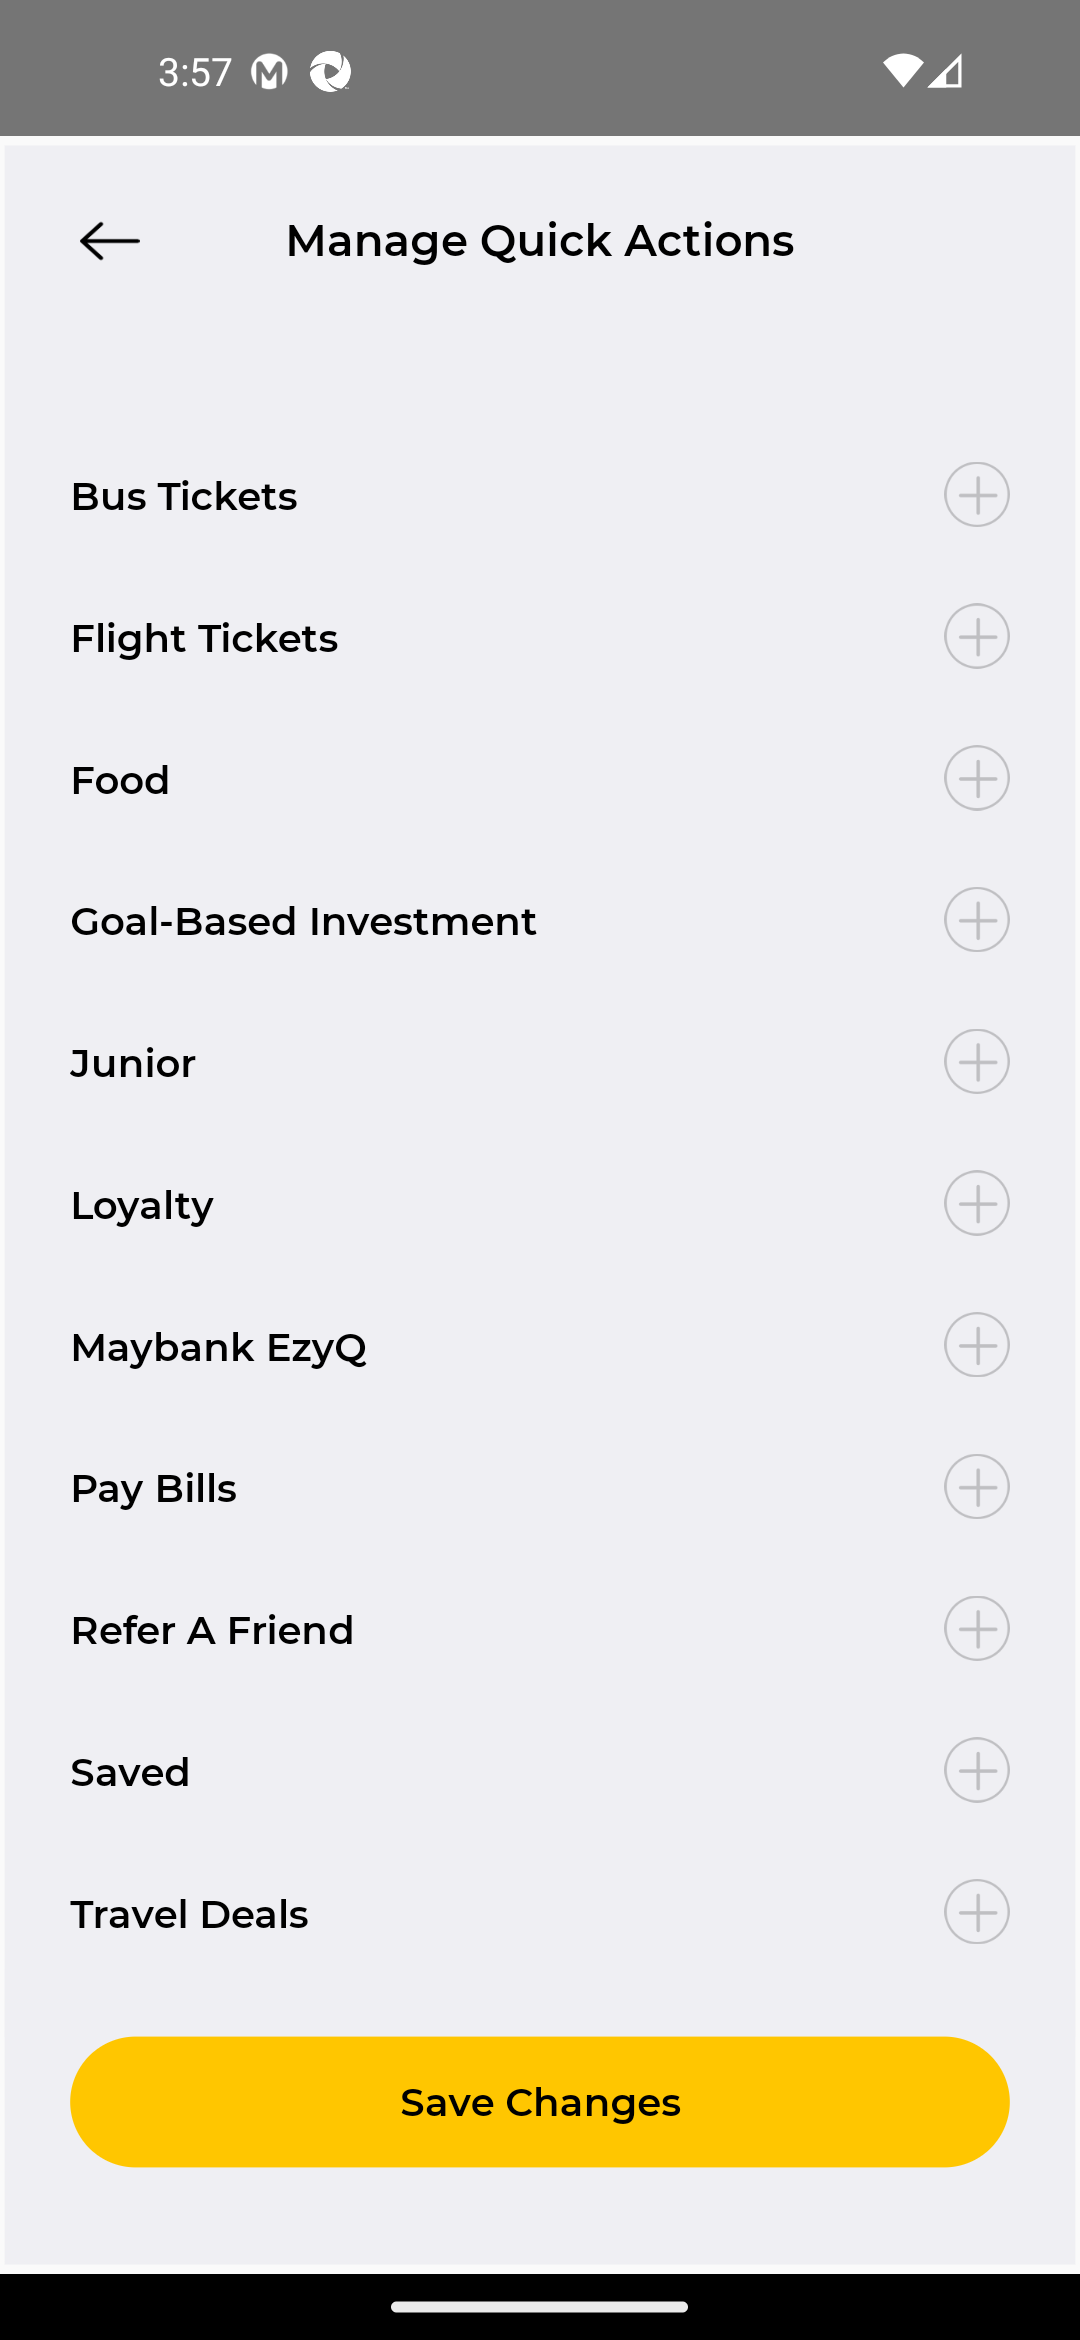 3:57
Manage Quick Actions
Bus Tickets
Flight Tickets
Food
Goal-Based Investment
Junior
Loyalty
Maybank EzyQ
Pay Bills
Refer A Friend
Saved
Travel Deals
Save Changes